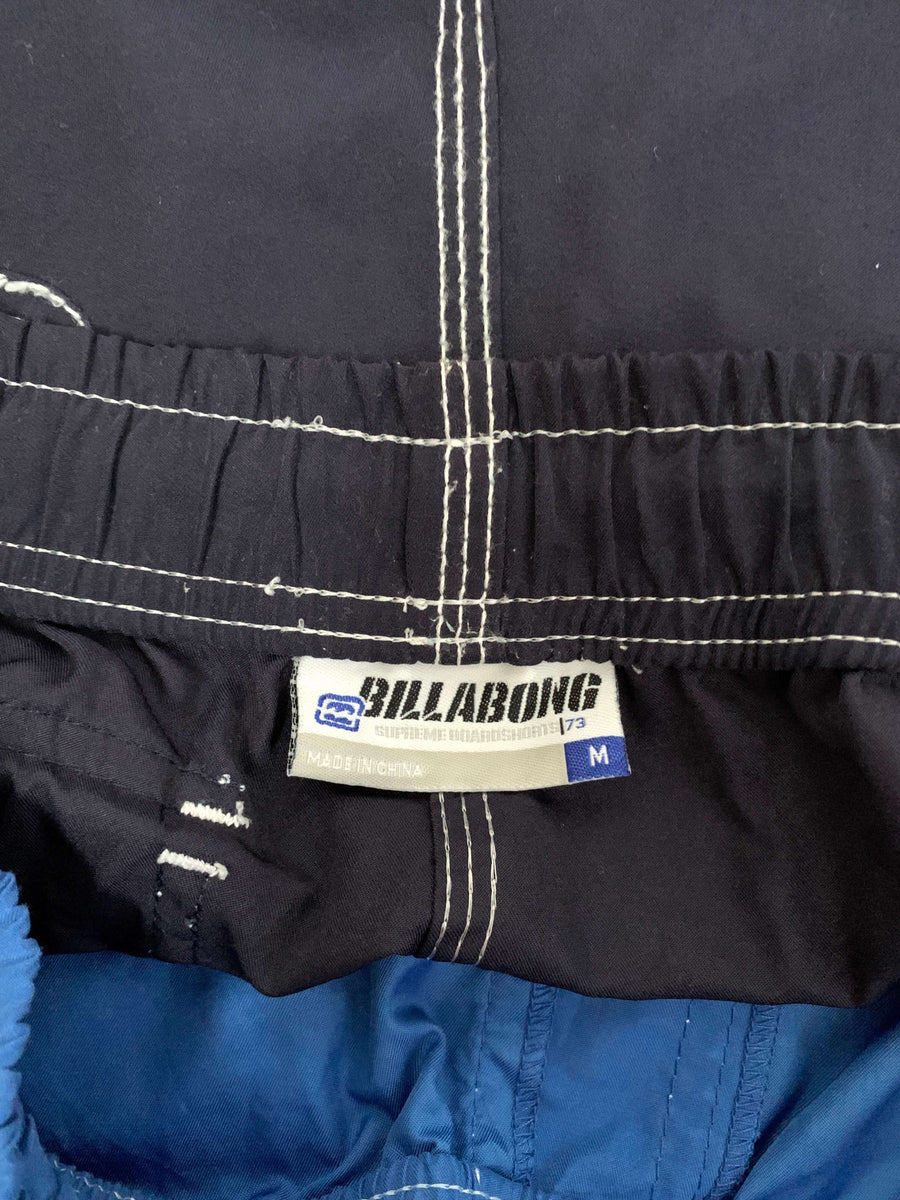 BILLABONG
SUPREME BOARDSHORTS|73
MADE IN CHINA
M